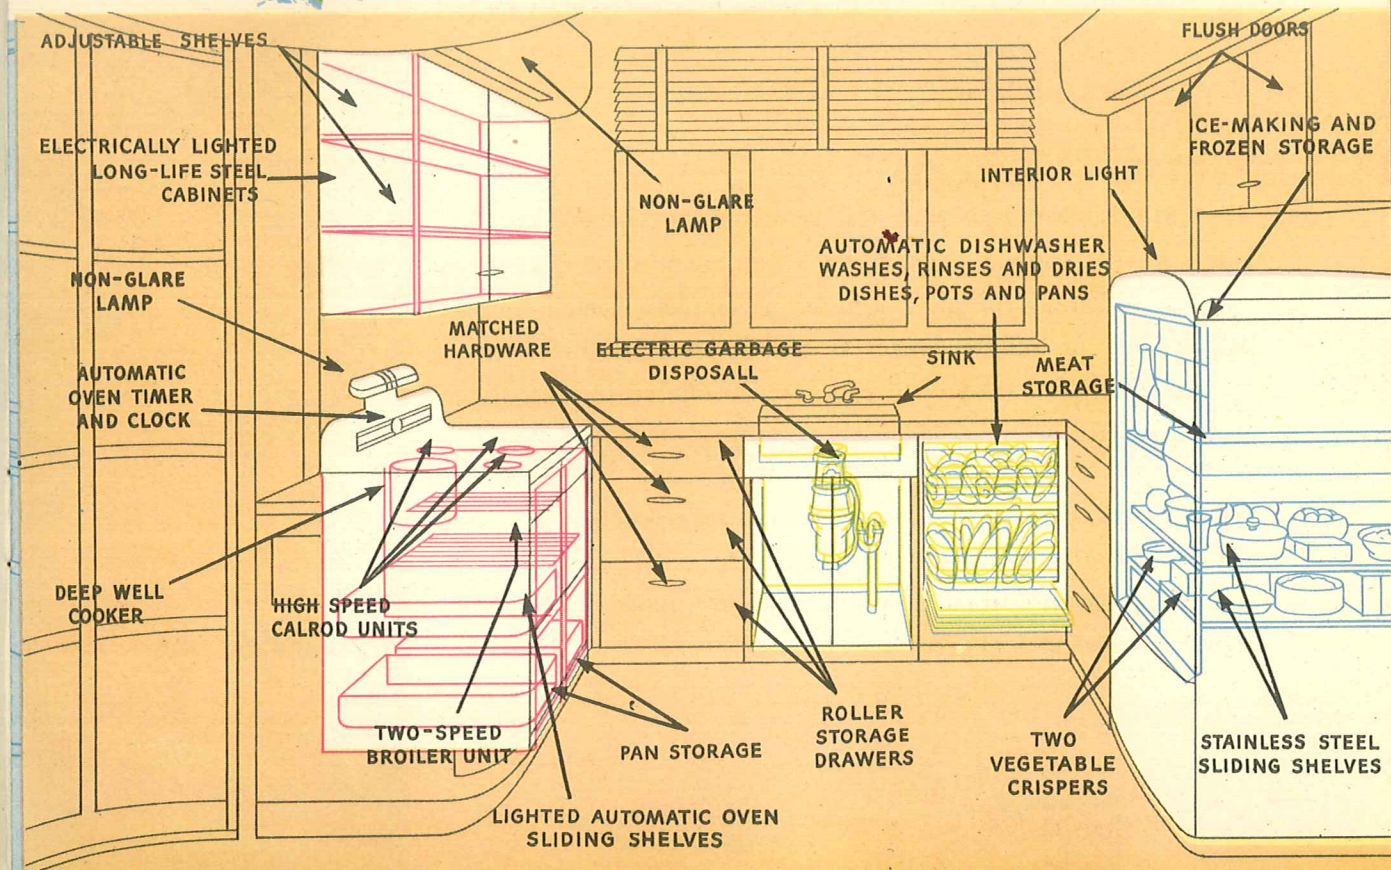 ADJUSTABLE SHELVES
ELECTRICALLY LIGHTED
LONG-LIFE STEEL
CABINETS
NON-GLARE
LAMP
AUTOMATIC
OVEN TIMER
AND CLOCK
DEEP WELL
COOKER
HIGH SPEED
CALROD UNITS
TWO-SPEED
BROILER UNIT
LIGHTED AUTOMATIC OVEN
SLIDING SHELVES
PAN STORAGE
MATCHED
HARDWARE
NON-GLARE
LAMP
ELECTRIC GARBAGE
DISPOSALL
SINK
AUTOMATIC DISHWASHER
WASHES, RINSES AND DRIES
DISHES, POTS AND PANS
ROLLER
STORAGE
DRAWERS
FLUSH DOORS
ICE-MAKING AND
FROZEN STORAGE
INTERIOR LIGHT
MEAT
STORAGE
TWO
VEGETABLE
CRISPERS
STAINLESS STEEL
SLIDING SHELVES